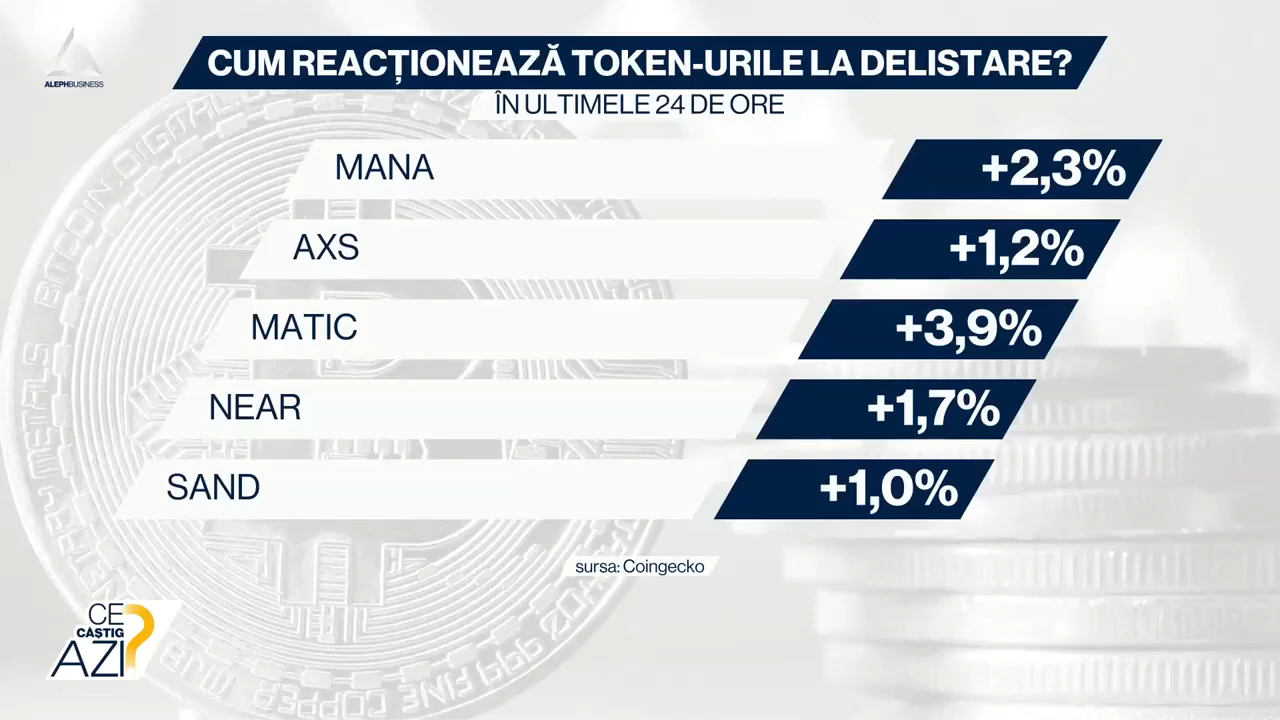 ALEPHBUSINESS
CUM REACȚIONEAZĂ TOKEN-URILE LA DELISTARE?
ÎN ULTIMELE 24 DE ORE
MANA +2,3%
AXS +1,2%
MATIC +3,9%
NEAR +1,7%
SAND +1,0%
sursa: Coingecko
CE
CÂȘTIG
AZI?